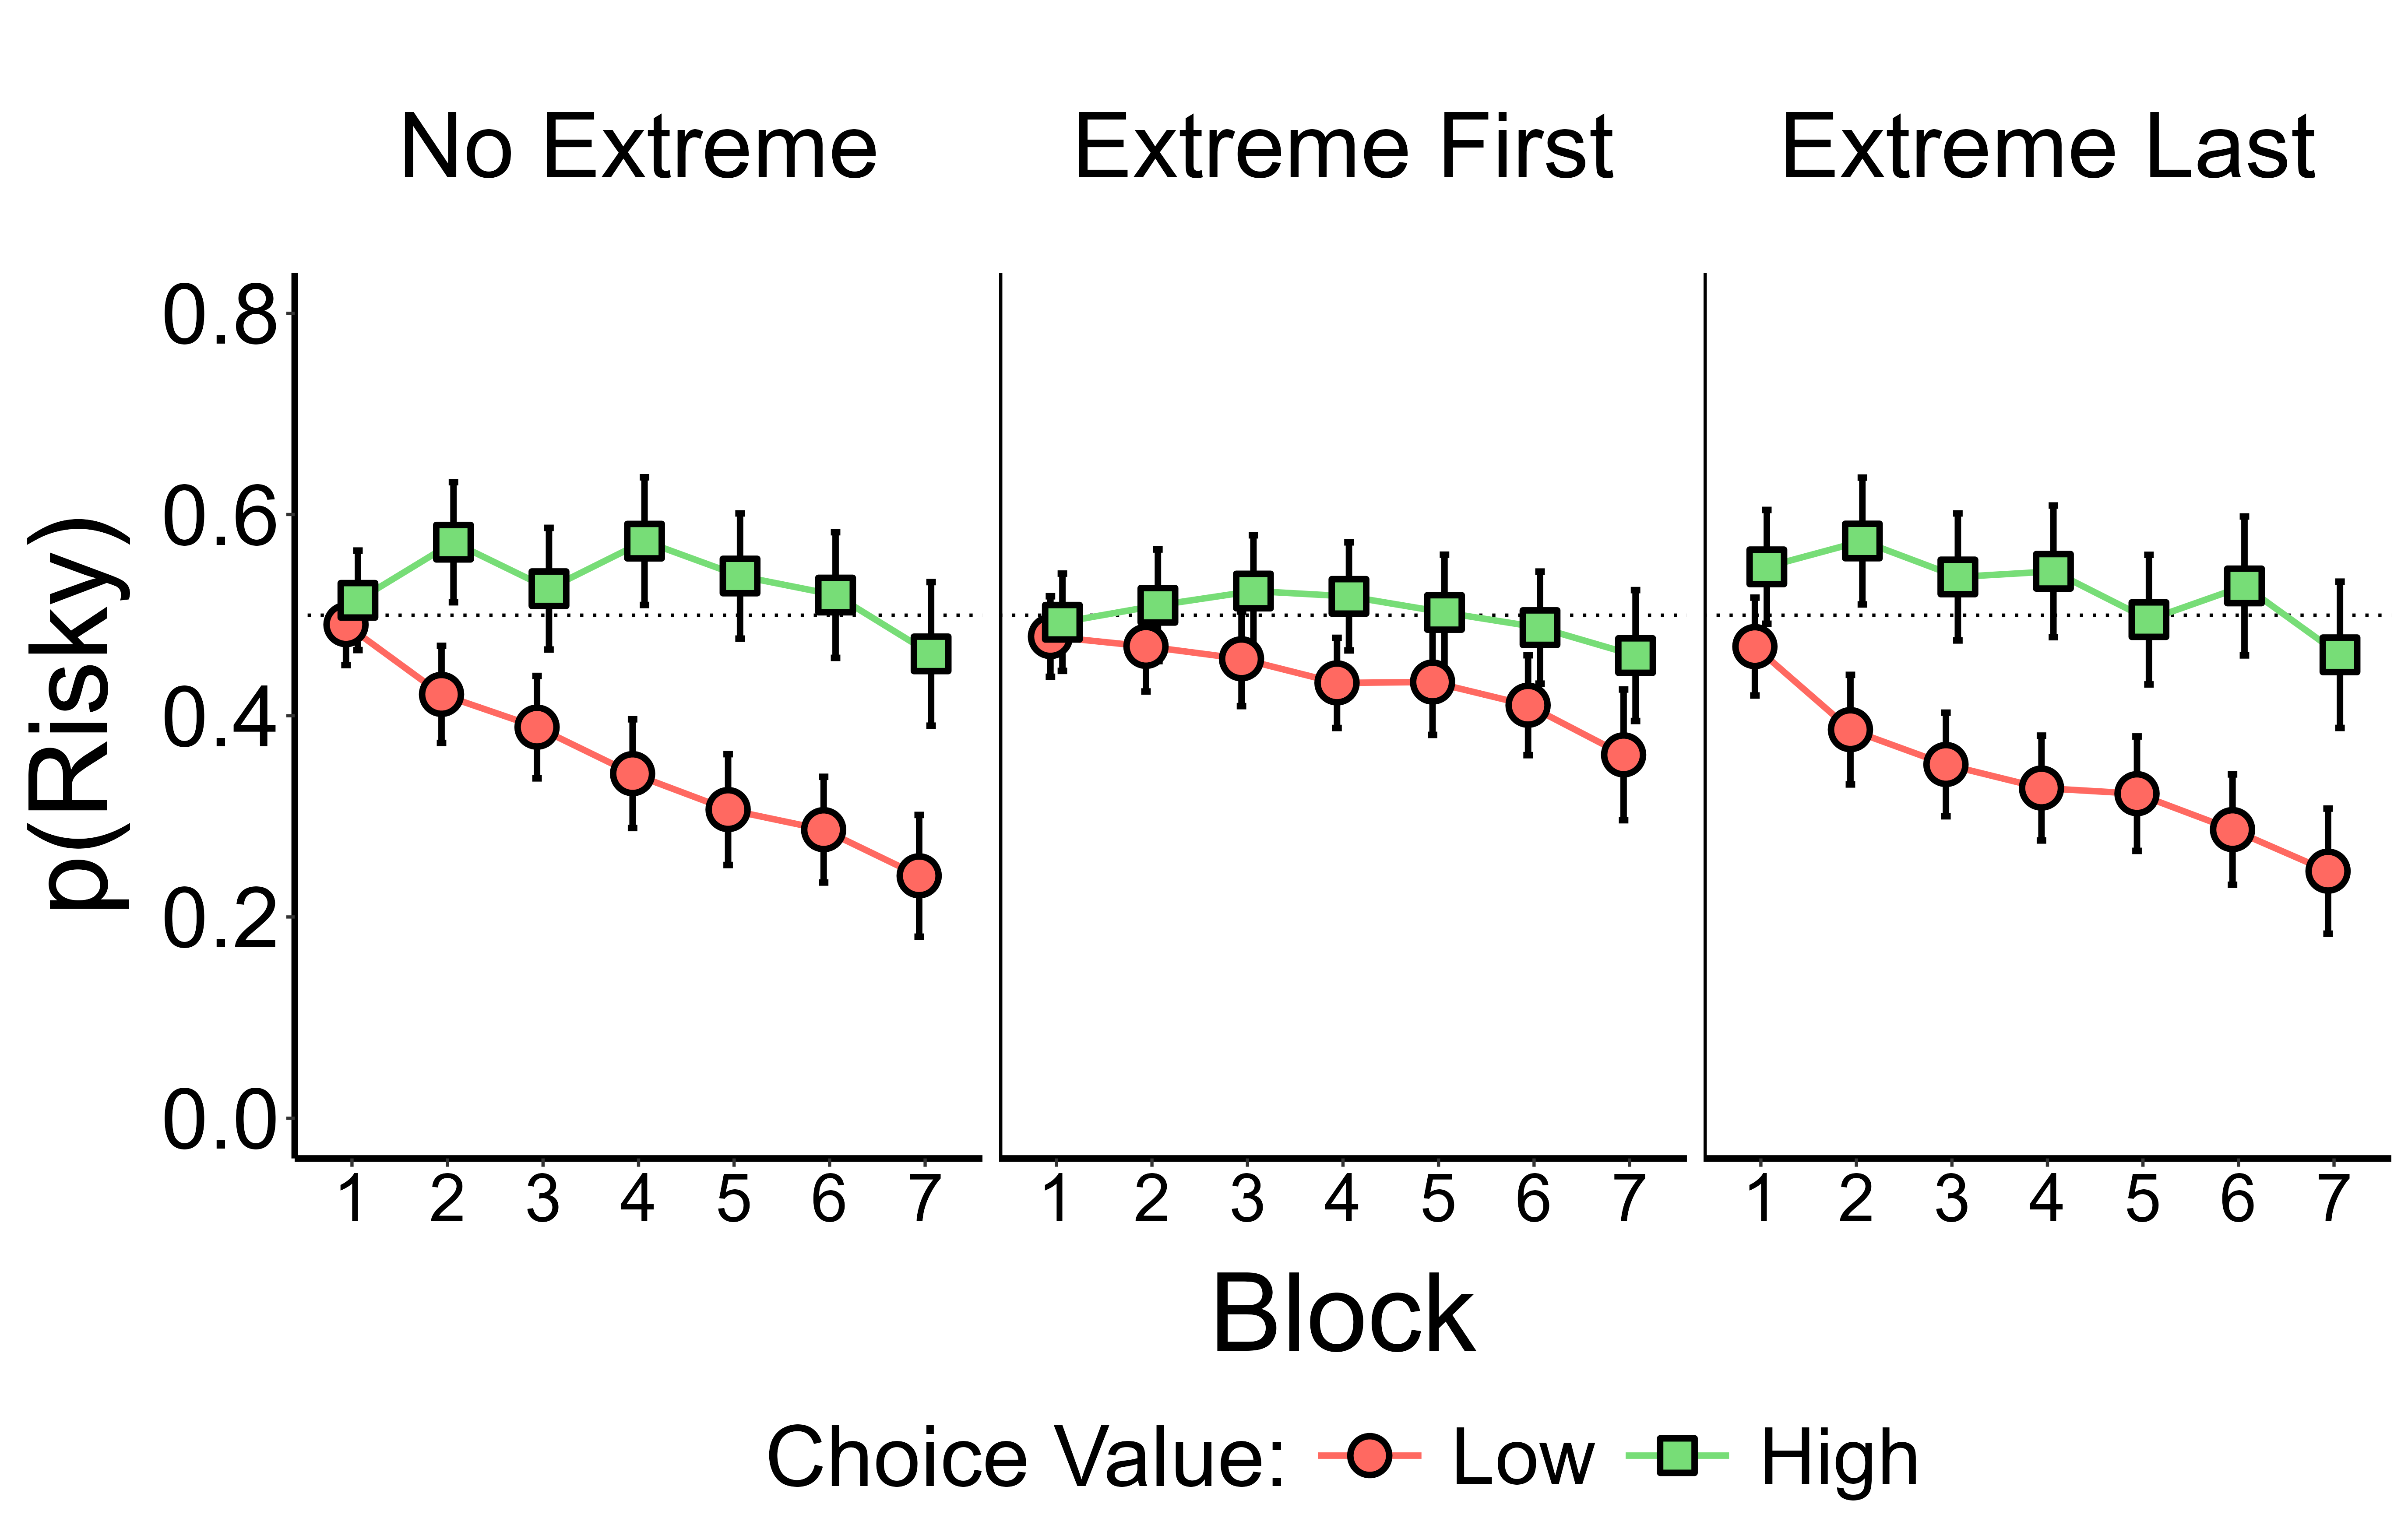 No Extreme Extreme First Extreme Last
0.8
0.6
0.4
0.2
0.0
p(Risky)
1 2 3 4 5 6 7 1 2 3 4 5 6 7 1 2 3 4 5 6 7
Block
Choice Value: Low High